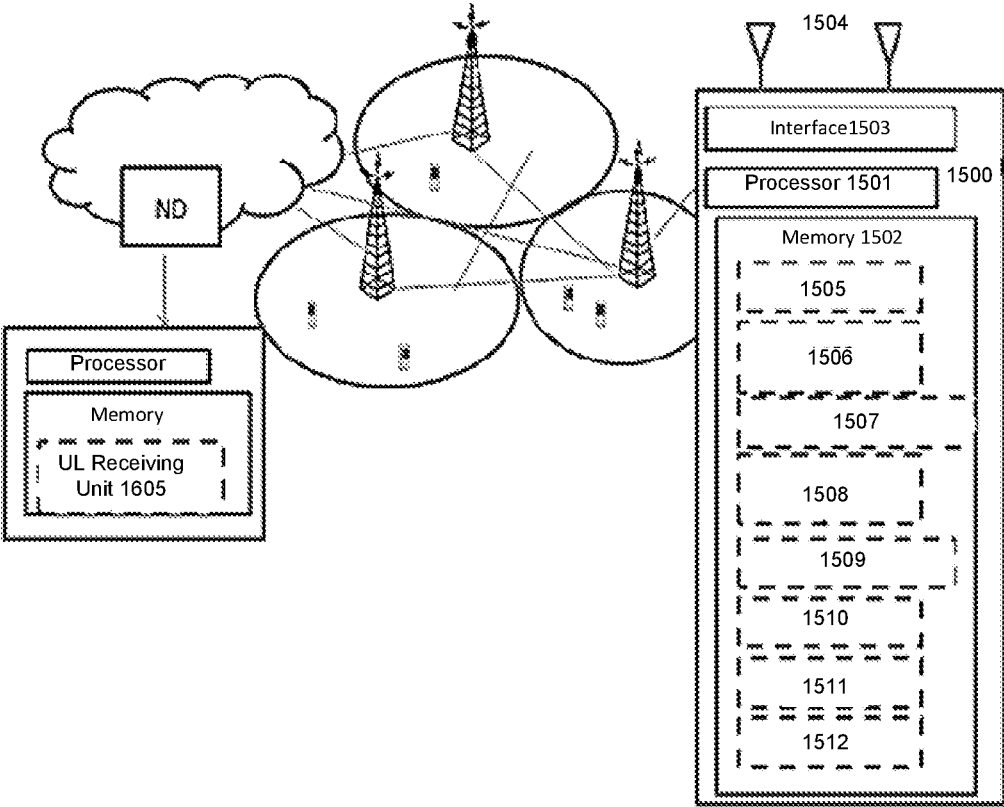 1504
Interface1503
1500
Processor 1501
Memory 1502
1505
1506
1507
1508
1509
1510
1511
1512
ND
Processor
Memory
UL Receiving
Unit 1605